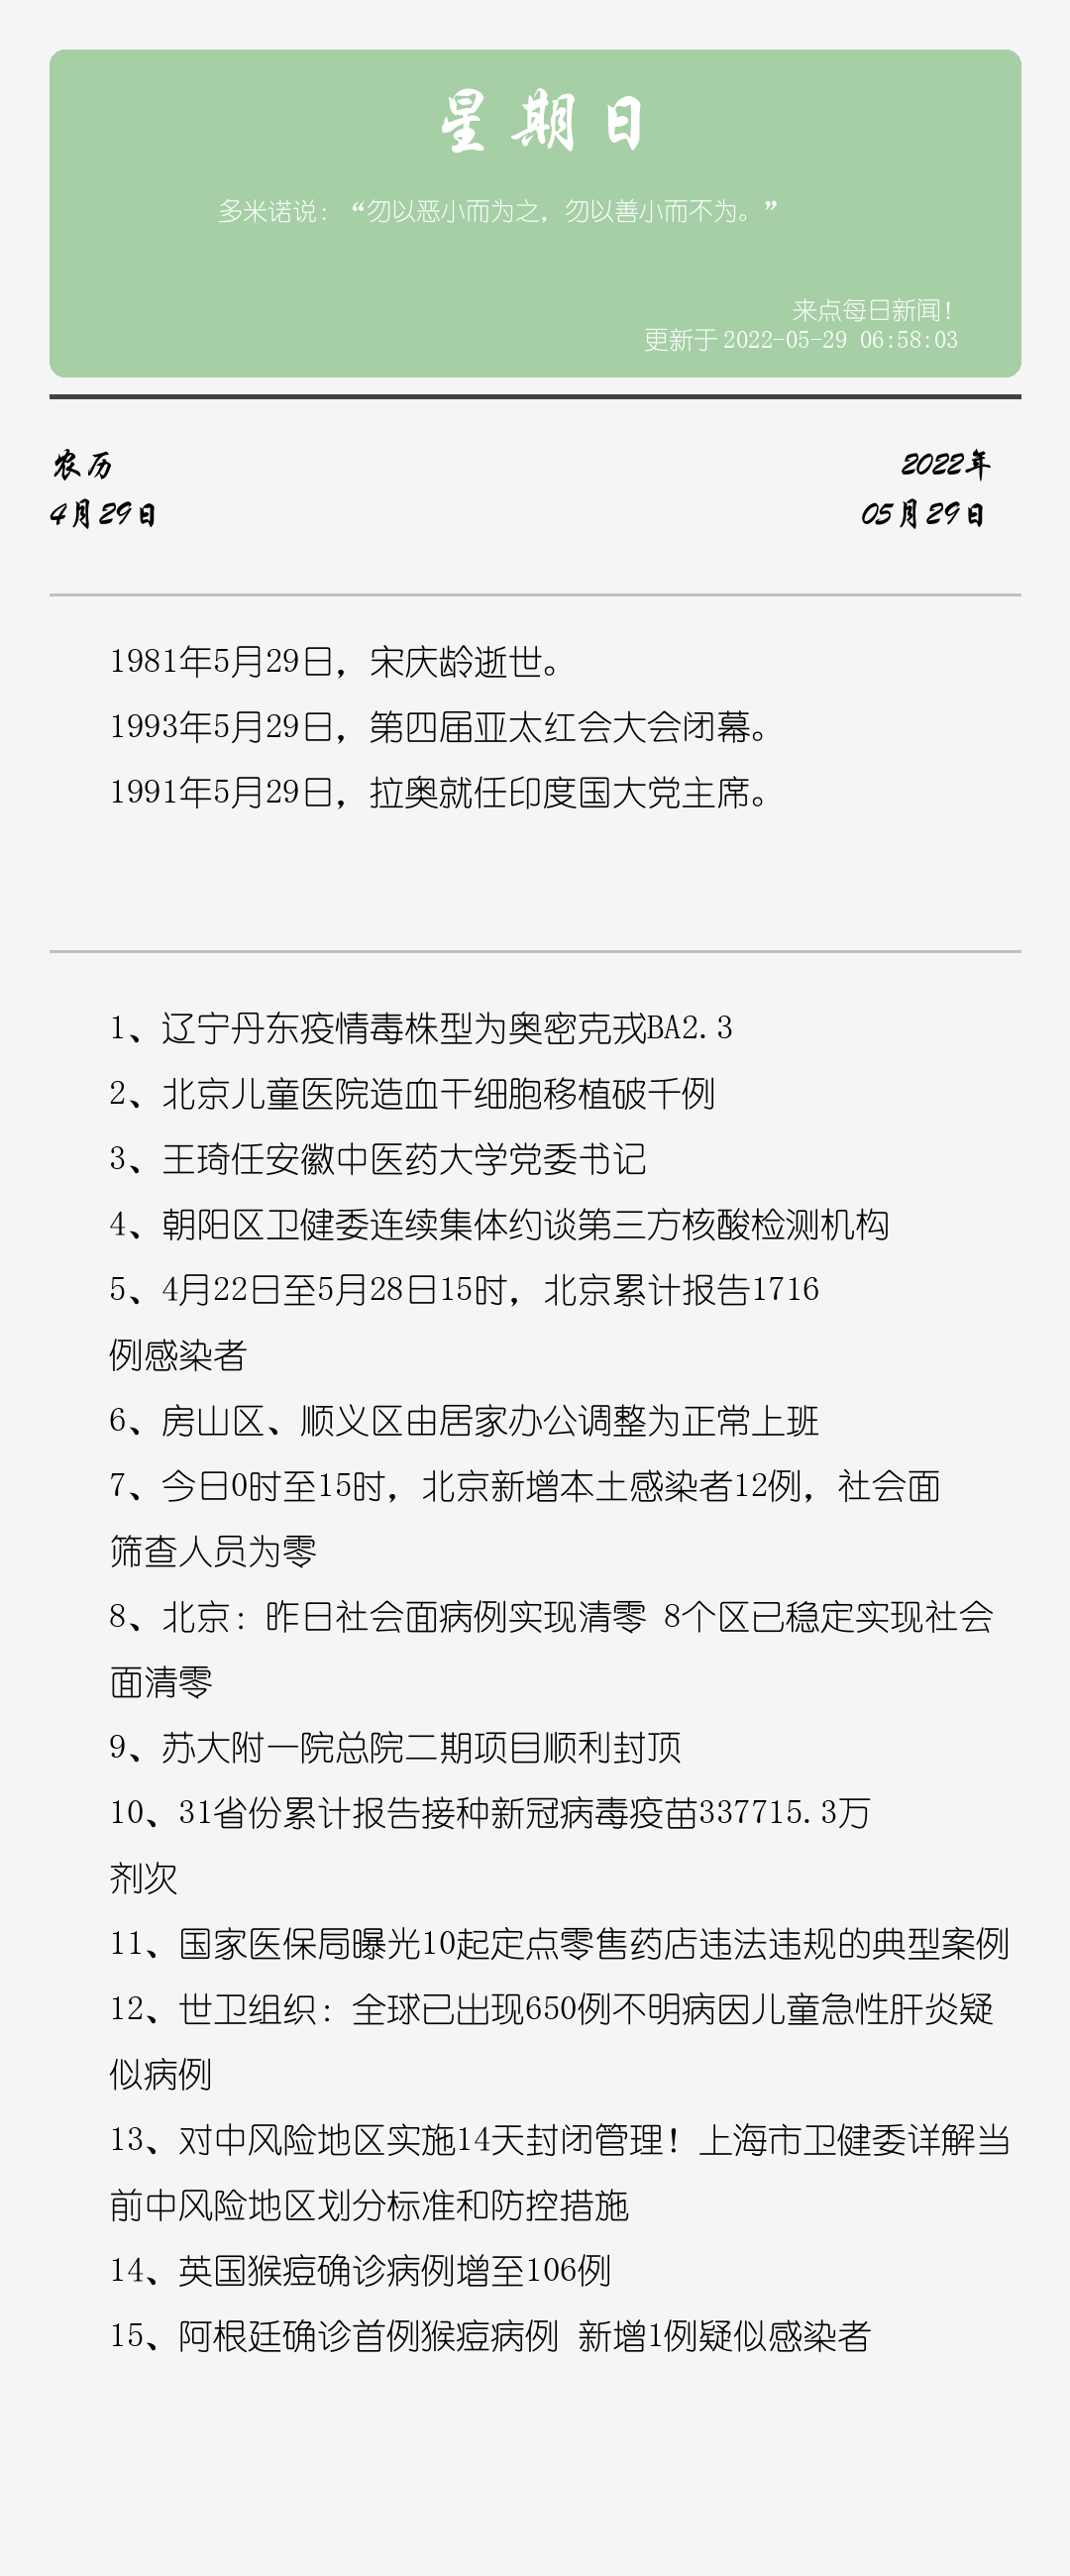 星期日
多米诺说：“勿以恶小而为之，勿以善小而不为。”
来点每日新闻！
更新于2022-05-29 06:58:03
农历
2022年
4月29日
05月29日
1981年5月29日，宋庆龄逝世。
1993年5月29日，第四届亚太红会大会闭幕。
1991年5月29日，拉奥就任印度国大党主席。
1、辽宁丹东疫情毒株型为奥密克戎BA2.3
2、北京儿童医院造血干细胞移植破千例
3、王琦任安徽中医药大学党委书记
4、朝阳区卫健委连续集体约谈第三方核酸检测机构
5、4月22日至5月28日15时，北京累计报告1716
例感染者
6、房山区、顺义区由居家办公调整为正常上班
7、今日0时至15时，北京新增本土感染者12例，社会面
筛查人员为零
8、北京：昨日社会面病例实现清零 8个区已稳定实现社会
面清零
9、苏大附一院总院二期项目顺利封顶
10、31省份累计报告接种新冠病毒疫苗337715.3万
剂次
11、国家医保局曝光10起定点零售药店违法违规的典型案例
12、世卫组织：全球已出现650例不明病因儿童急性肝炎疑
似病例
13、对中风险地区实施14天封闭管理！上海市卫健委详解当
前中风险地区划分标准和防控措施
14、英国猴痘确诊病例增至106例
15、阿根廷确诊首例猴痘病例 新增1例疑似感染者